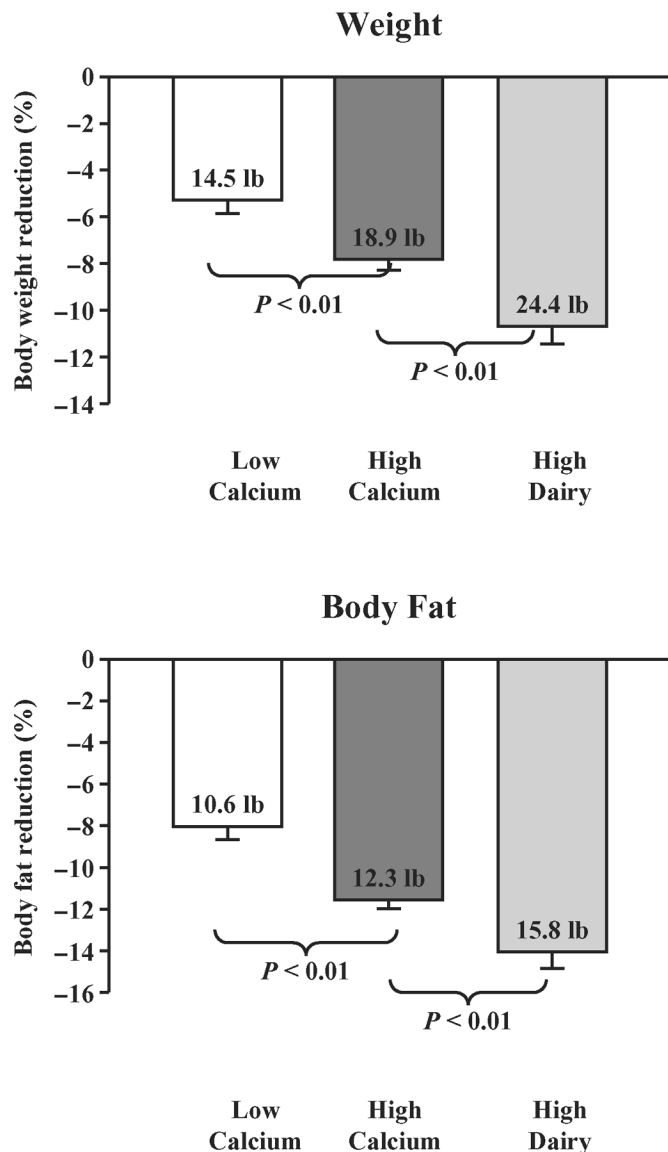 Weight
Body weight reduction (%)
0
–2
–4
–6
–8
–10
–12
–14
14.5 lb
18.9 lb
24.4 lb
P < 0.01
P < 0.01
Low
Calcium
High
Calcium
High
Dairy
Body Fat
Body fat reduction (%)
0
–2
–4
–6
–8
–10
–12
–14
–16
10.6 lb
12.3 lb
15.8 lb
P < 0.01
P < 0.01
Low
Calcium
High
Calcium
High
Dairy